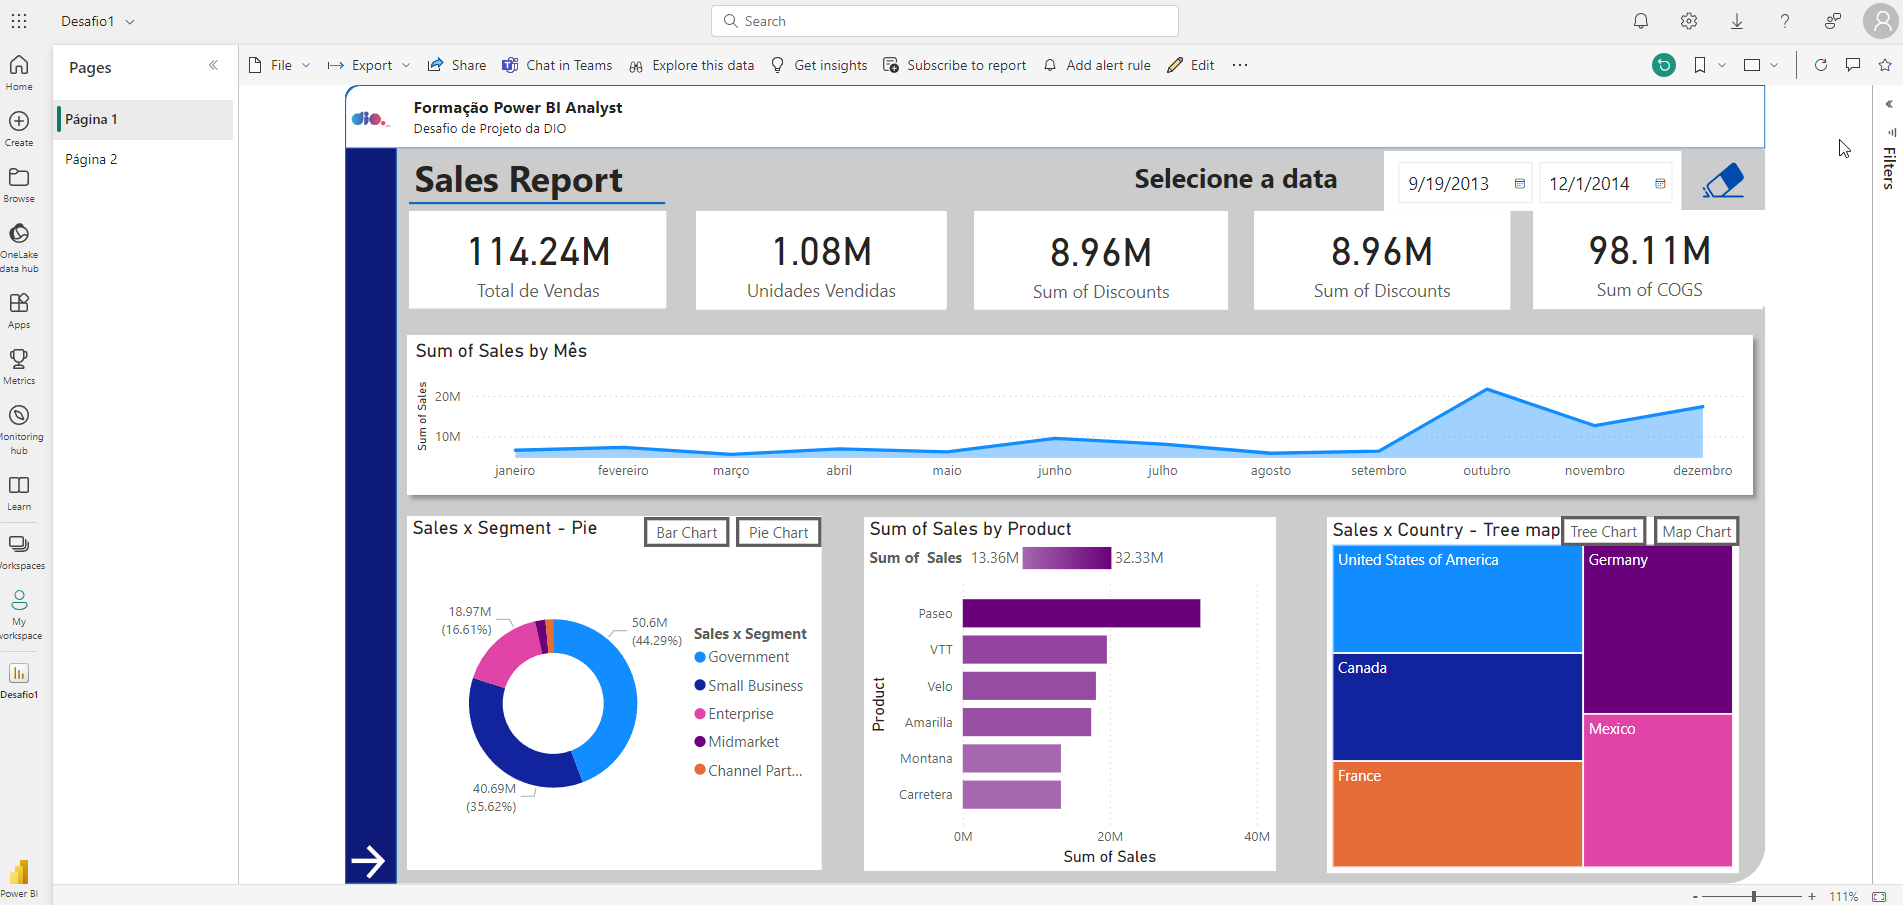 Desafio1
Search
Home
Create
Browse
OneLake
data hub
Apps
Metrics
Monitoring
hub
Learn
Workspaces
My
workspace
Desafio1
Power BI
Pages
Página 1
Página 2
File
Export
Share
Chat in Teams
Explore this data
Get insights
Subscribe to report
Add alert rule
Edit
Filters
dio.
Formação Power BI Analyst
Desafio de Projeto da DIO
Sales Report
Selecione a data
9/19/2013
12/1/2014
114.24M
Total de Vendas
1.08M
Unidades Vendidas
8.96M
Sum of Discounts
8.96M
Sum of Discounts
98.11M
Sum of COGS
Sum of Sales by Mês
Sum of Sales
20M
10M
janeiro fevereiro março abril maio junho julho agosto setembro outubro novembro dezembro
Sales x Segment - Pie
Bar Chart
Pie Chart
18.97M
(16.61%)
50.6M
(44.29%)
40.69M
(35.62%)
Sales x Segment
Government
Small Business
Enterprise
Midmarket
Channel Part...
Sum of Sales by Product
Sum of Sales 13.36M 32.33M
Product
Paseo
VTT
Velo
Amarilla
Montana
Carretera
0M 20M 40M
Sum of Sales
Sales x Country - Tree map
Tree Chart
Map Chart
United States of America
Canada
France
Germany
Mexico
- + 111%